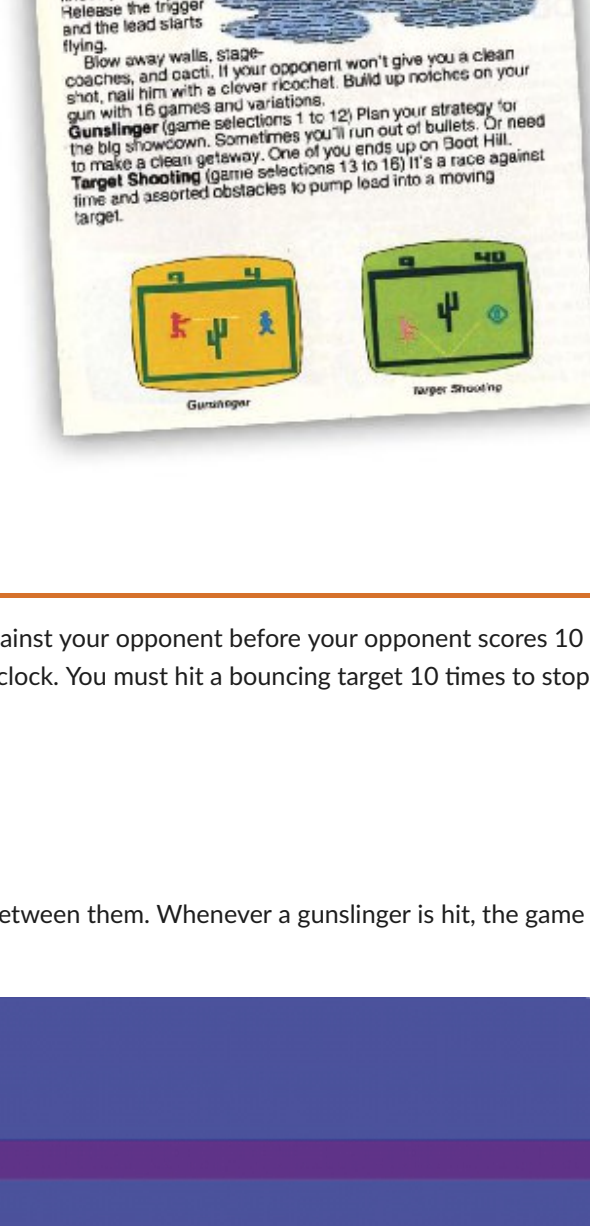 Release the trigger
and the lead starts
flying.
Blow away walls, stage-
coaches, and cacti. If your opponent won't give you a clean
shot, nail him with a clever ricochet. Build up notches on your
gun with 16 games and variations.
Gunslinger (game selections 1 to 12) Plan your strategy for
the big showdown. Sometimes you'll run out of bullets. Or need
to make a clean getaway. One of you ends up on Boot Hill.
Target Shooting (game selections 13 to 16) It's a race against
time and assorted obstacles to pump lead into a moving
target.
9 4
9 40
Gunslinger
Target Shooting
ainst your opponent before your opponent scores 10
clock. You must hit a bouncing target 10 times to stop
etween them. Whenever a gunslinger is hit, the game